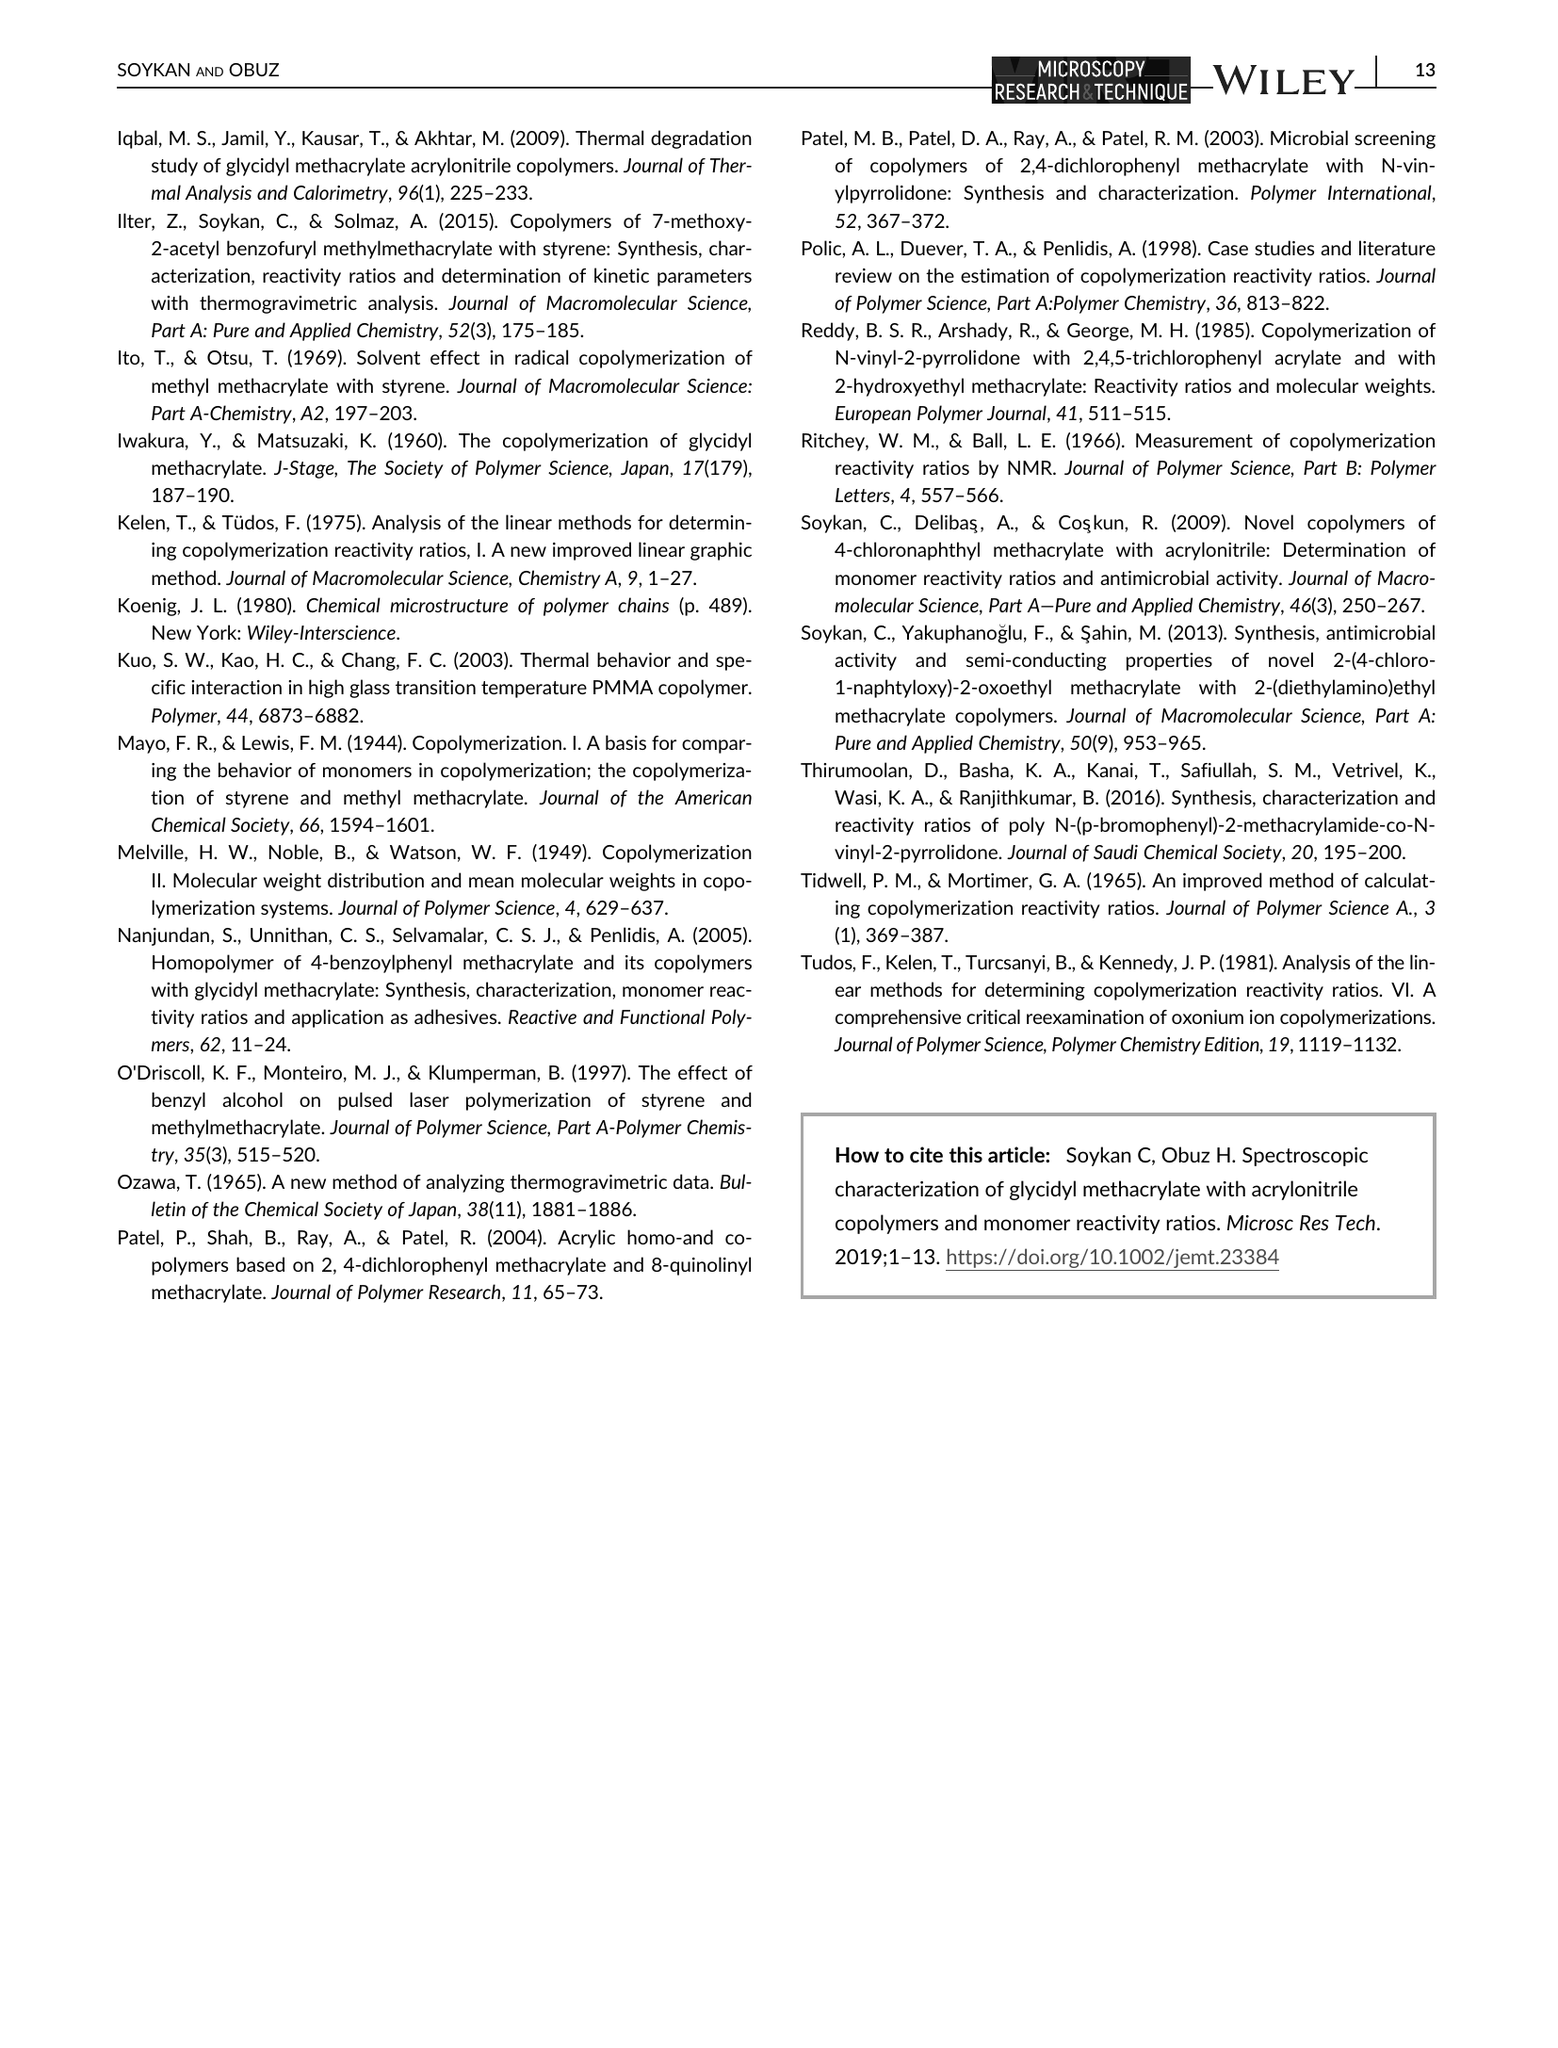 SOYKAN AND OBUZ
MICROSCOPY
RESEARCH & TECHNIQUE
WILEY
13
Iqbal, M. S., Jamil, Y., Kausar, T., & Akhtar, M. (2009). Thermal degradation
study of glycidyl methacrylate acrylonitrile copolymers. Journal of Ther-
mal Analysis and Calorimetry, 96(1), 225–233.
Ilter, Z., Soykan, C., & Solmaz, A. (2015). Copolymers of 7-methoxy-
2-acetyl benzofuryl methylmethacrylate with styrene: Synthesis, char-
acterization, reactivity ratios and determination of kinetic parameters
with thermogravimetric analysis. Journal of Macromolecular Science,
Part A: Pure and Applied Chemistry, 52(3), 175–185.
Ito, T., & Otsu, T. (1969). Solvent effect in radical copolymerization of
methyl methacrylate with styrene. Journal of Macromolecular Science:
Part A-Chemistry, A2, 197–203.
Iwakura, Y., & Matsuzaki, K. (1960). The copolymerization of glycidyl
methacrylate. J-Stage, The Society of Polymer Science, Japan, 17(179),
187–190.
Kelen, T., & Tüdos, F. (1975). Analysis of the linear methods for determin-
ing copolymerization reactivity ratios, I. A new improved linear graphic
method. Journal of Macromolecular Science, Chemistry A, 9, 1–27.
Koenig, J. L. (1980). Chemical microstructure of polymer chains (p. 489).
New York: Wiley-Interscience.
Kuo, S. W., Kao, H. C., & Chang, F. C. (2003). Thermal behavior and spe-
cific interaction in high glass transition temperature PMMA copolymer.
Polymer, 44, 6873–6882.
Mayo, F. R., & Lewis, F. M. (1944). Copolymerization. I. A basis for compar-
ing the behavior of monomers in copolymerization; the copolymeriza-
tion of styrene and methyl methacrylate. Journal of the American
Chemical Society, 66, 1594–1601.
Melville, H. W., Noble, B., & Watson, W. F. (1949). Copolymerization
II. Molecular weight distribution and mean molecular weights in copo-
lymerization systems. Journal of Polymer Science, 4, 629–637.
Nanjundan, S., Unnithan, C. S., Selvamalar, C. S. J., & Penlidis, A. (2005).
Homopolymer of 4-benzoylphenyl methacrylate and its copolymers
with glycidyl methacrylate: Synthesis, characterization, monomer reac-
tivity ratios and application as adhesives. Reactive and Functional Poly-
mers, 62, 11–24.
O'Driscoll, K. F., Monteiro, M. J., & Klumperman, B. (1997). The effect of
benzyl alcohol on pulsed laser polymerization of styrene and
methylmethacrylate. Journal of Polymer Science, Part A-Polymer Chemis-
try, 35(3), 515–520.
Ozawa, T. (1965). A new method of analyzing thermogravimetric data. Bul-
letin of the Chemical Society of Japan, 38(11), 1881–1886.
Patel, P., Shah, B., Ray, A., & Patel, R. (2004). Acrylic homo-and co-
polymers based on 2, 4-dichlorophenyl methacrylate and 8-quinolinyl
methacrylate. Journal of Polymer Research, 11, 65–73.
Patel, M. B., Patel, D. A., Ray, A., & Patel, R. M. (2003). Microbial screening
of copolymers of 2,4-dichlorophenyl methacrylate with N-vin-
ylpyrrolidone: Synthesis and characterization. Polymer International,
52, 367–372.
Polic, A. L., Duever, T. A., & Penlidis, A. (1998). Case studies and literature
review on the estimation of copolymerization reactivity ratios. Journal
of Polymer Science, Part A:Polymer Chemistry, 36, 813–822.
Reddy, B. S. R., Arshady, R., & George, M. H. (1985). Copolymerization of
N-vinyl-2-pyrrolidone with 2,4,5-trichlorophenyl acrylate and with
2-hydroxyethyl methacrylate: Reactivity ratios and molecular weights.
European Polymer Journal, 41, 511–515.
Ritchey, W. M., & Ball, L. E. (1966). Measurement of copolymerization
reactivity ratios by NMR. Journal of Polymer Science, Part B: Polymer
Letters, 4, 557–566.
Soykan, C., Delibaş, A., & Coşkun, R. (2009). Novel copolymers of
4-chloronaphthyl methacrylate with acrylonitrile: Determination of
monomer reactivity ratios and antimicrobial activity. Journal of Macro-
molecular Science, Part A—Pure and Applied Chemistry, 46(3), 250–267.
Soykan, C., Yakuphanoğlu, F., & Şahin, M. (2013). Synthesis, antimicrobial
activity and semi-conducting properties of novel 2-(4-chloro-
1-naphtyloxy)-2-oxoethyl methacrylate with 2-(diethylamino)ethyl
methacrylate copolymers. Journal of Macromolecular Science, Part A:
Pure and Applied Chemistry, 50(9), 953–965.
Thirumoolan, D., Basha, K. A., Kanai, T., Safiullah, S. M., Vetrivel, K.,
Wasi, K. A., & Ranjithkumar, B. (2016). Synthesis, characterization and
reactivity ratios of poly N-(p-bromophenyl)-2-methacrylamide-co-N-
vinyl-2-pyrrolidone. Journal of Saudi Chemical Society, 20, 195–200.
Tidwell, P. M., & Mortimer, G. A. (1965). An improved method of calculat-
ing copolymerization reactivity ratios. Journal of Polymer Science A., 3
(1), 369–387.
Tudos, F., Kelen, T., Turcsanyi, B., & Kennedy, J. P. (1981). Analysis of the lin-
ear methods for determining copolymerization reactivity ratios. VI. A
comprehensive critical reexamination of oxonium ion copolymerizations.
Journal of Polymer Science, Polymer Chemistry Edition, 19, 1119–1132.
How to cite this article: Soykan C, Obuz H. Spectroscopic
characterization of glycidyl methacrylate with acrylonitrile
copolymers and monomer reactivity ratios. Microsc Res Tech.
2019;1–13. https://doi.org/10.1002/jemt.23384